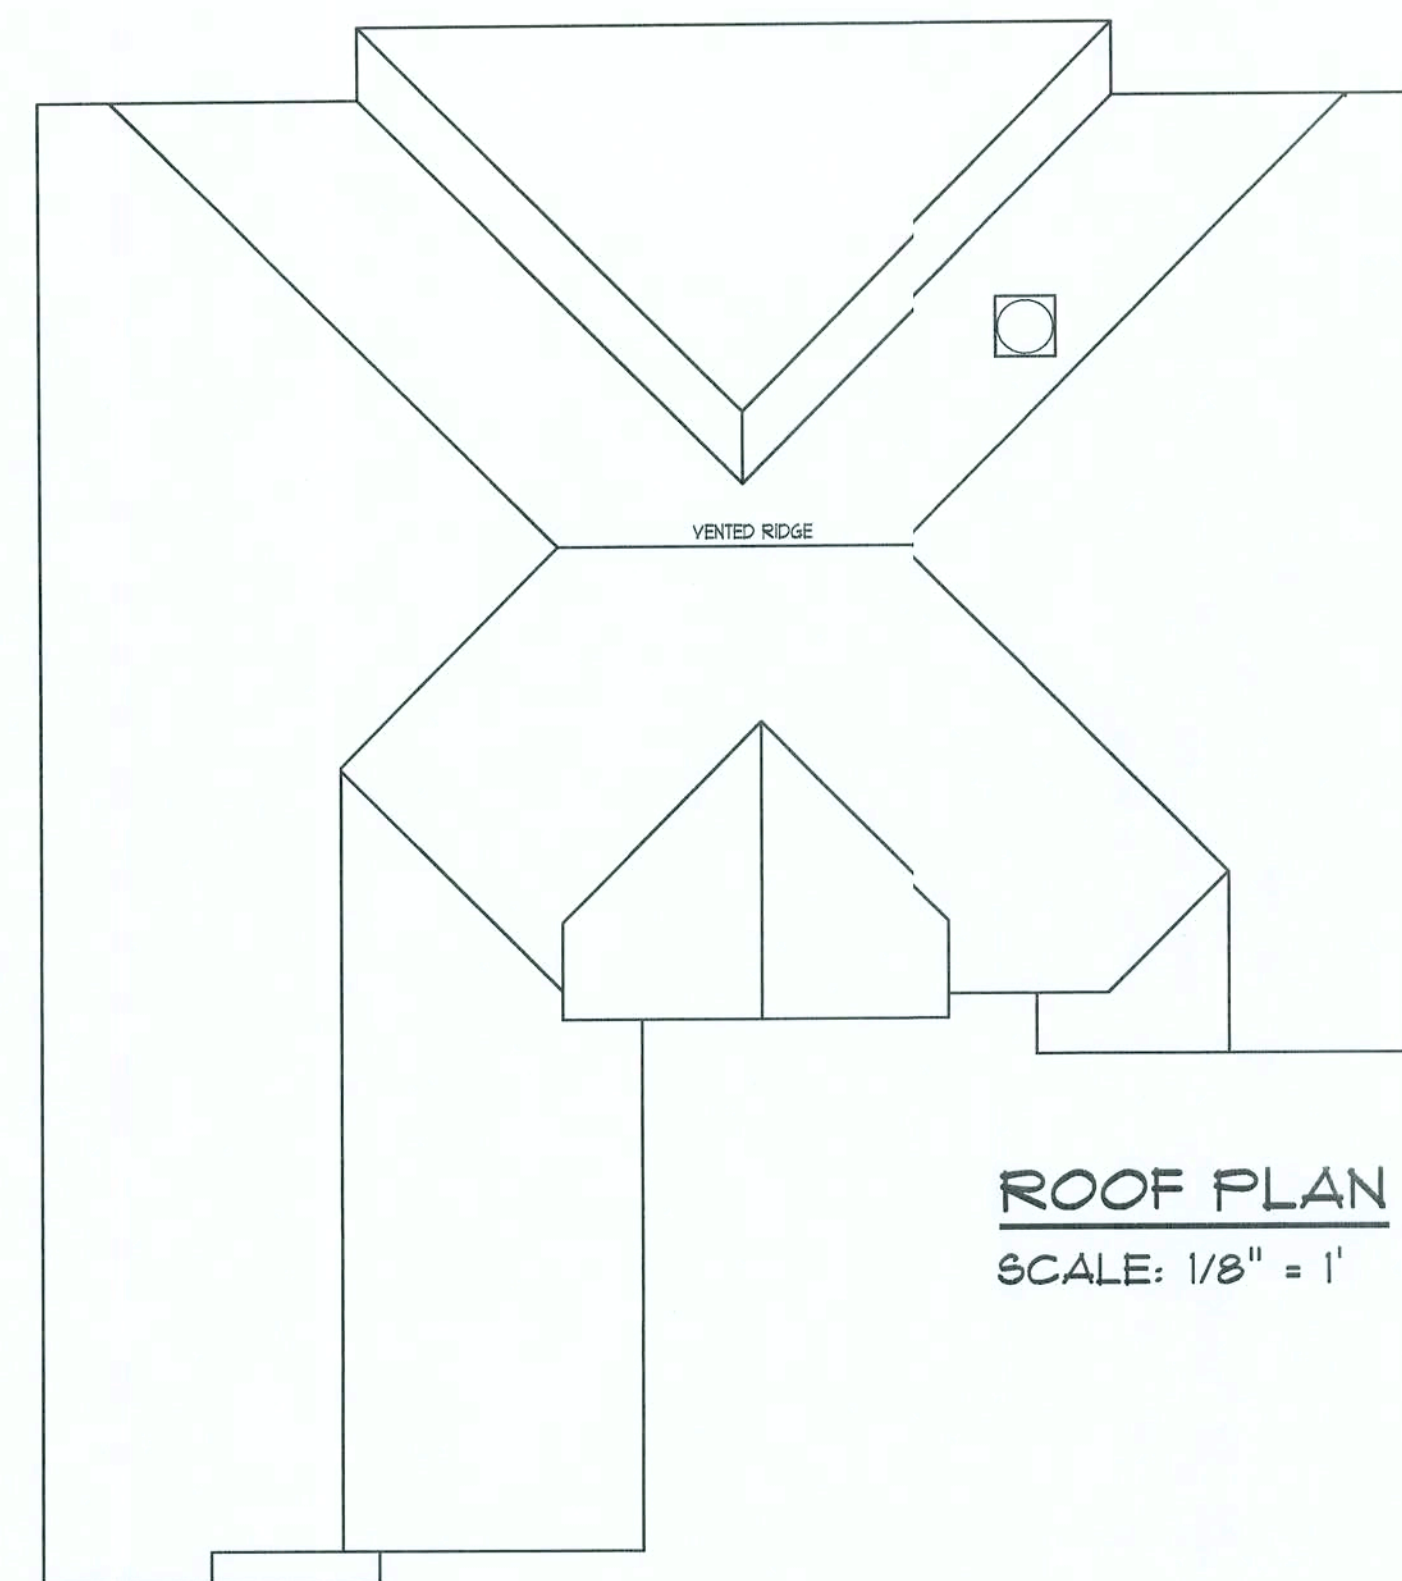 VENTED RIDGE
ROOF PLAN
SCALE: 1/8" = 1'